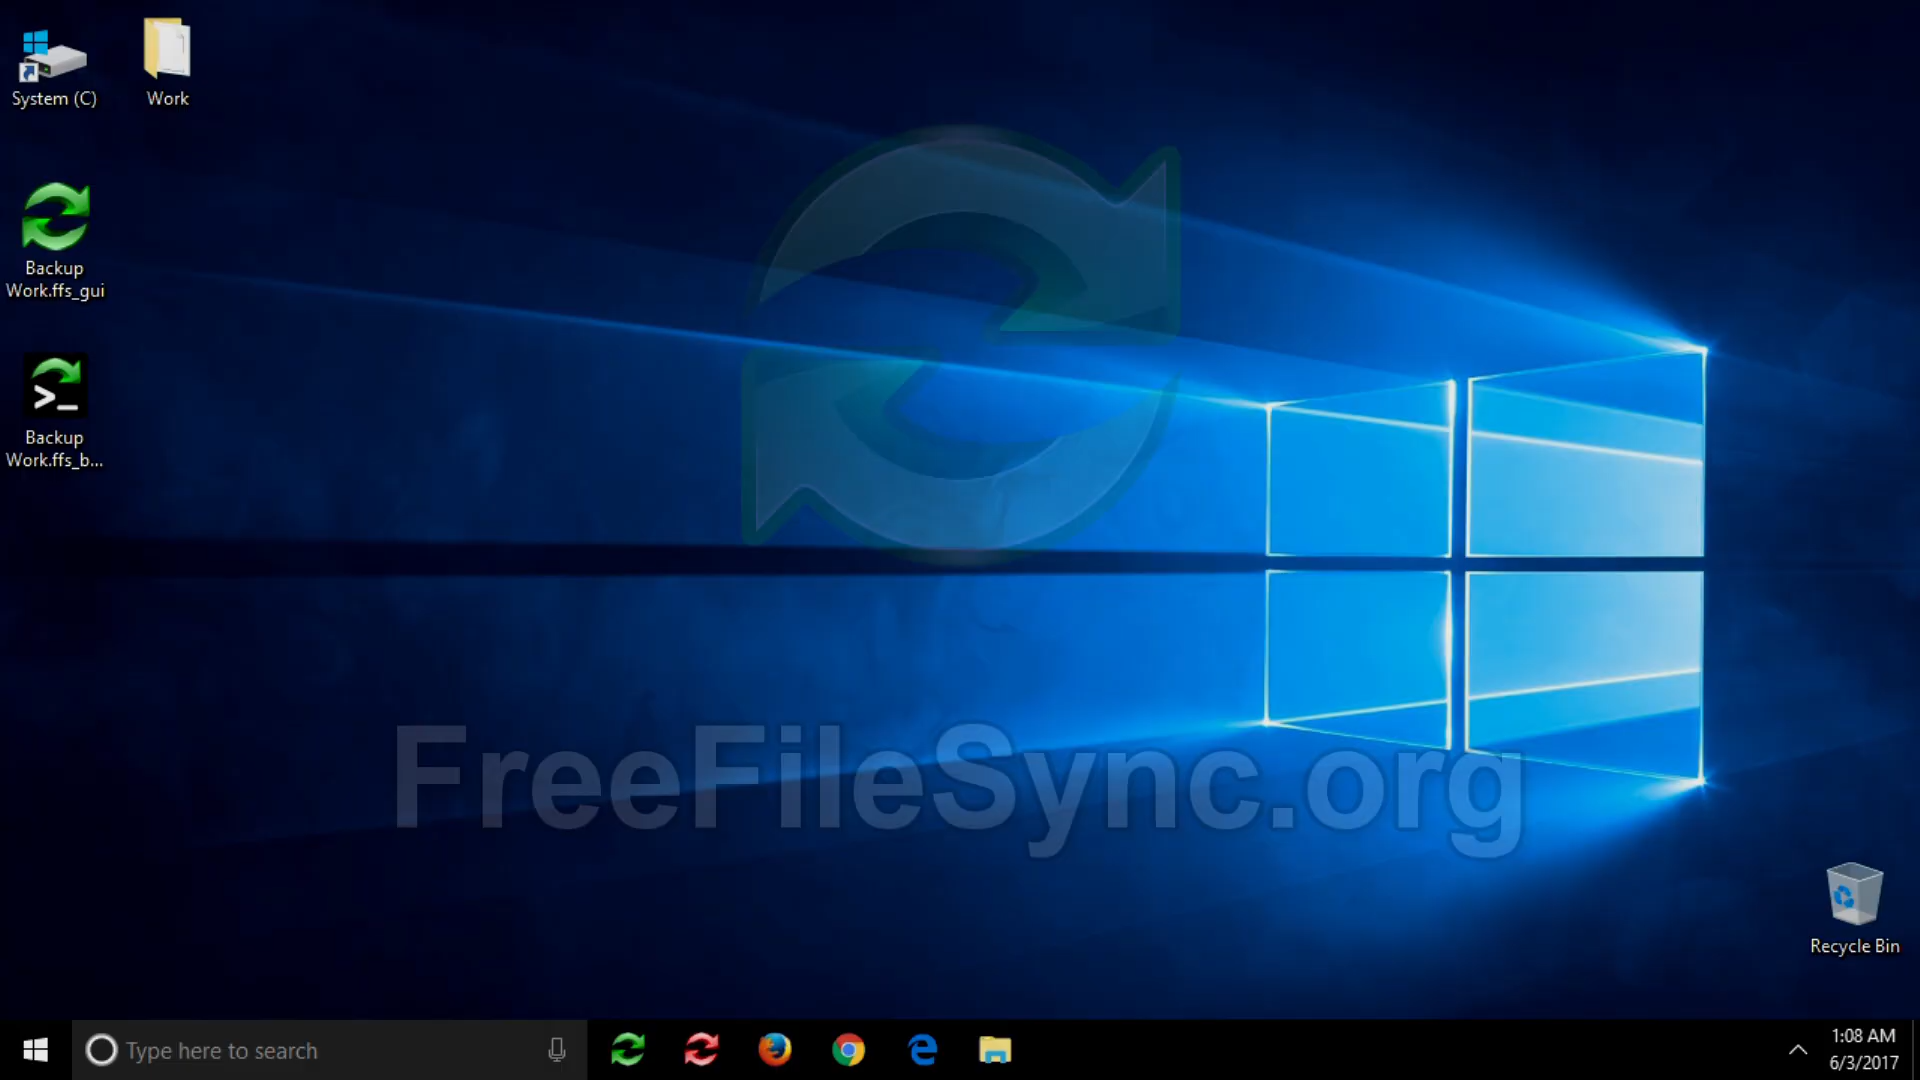 System (C)
Work
Backup
Work.ffs_gui
Backup
Work.ffs_b...
FreeFileSync.org
Recycle Bin
Type here to search
1:08 AM
6/3/2017